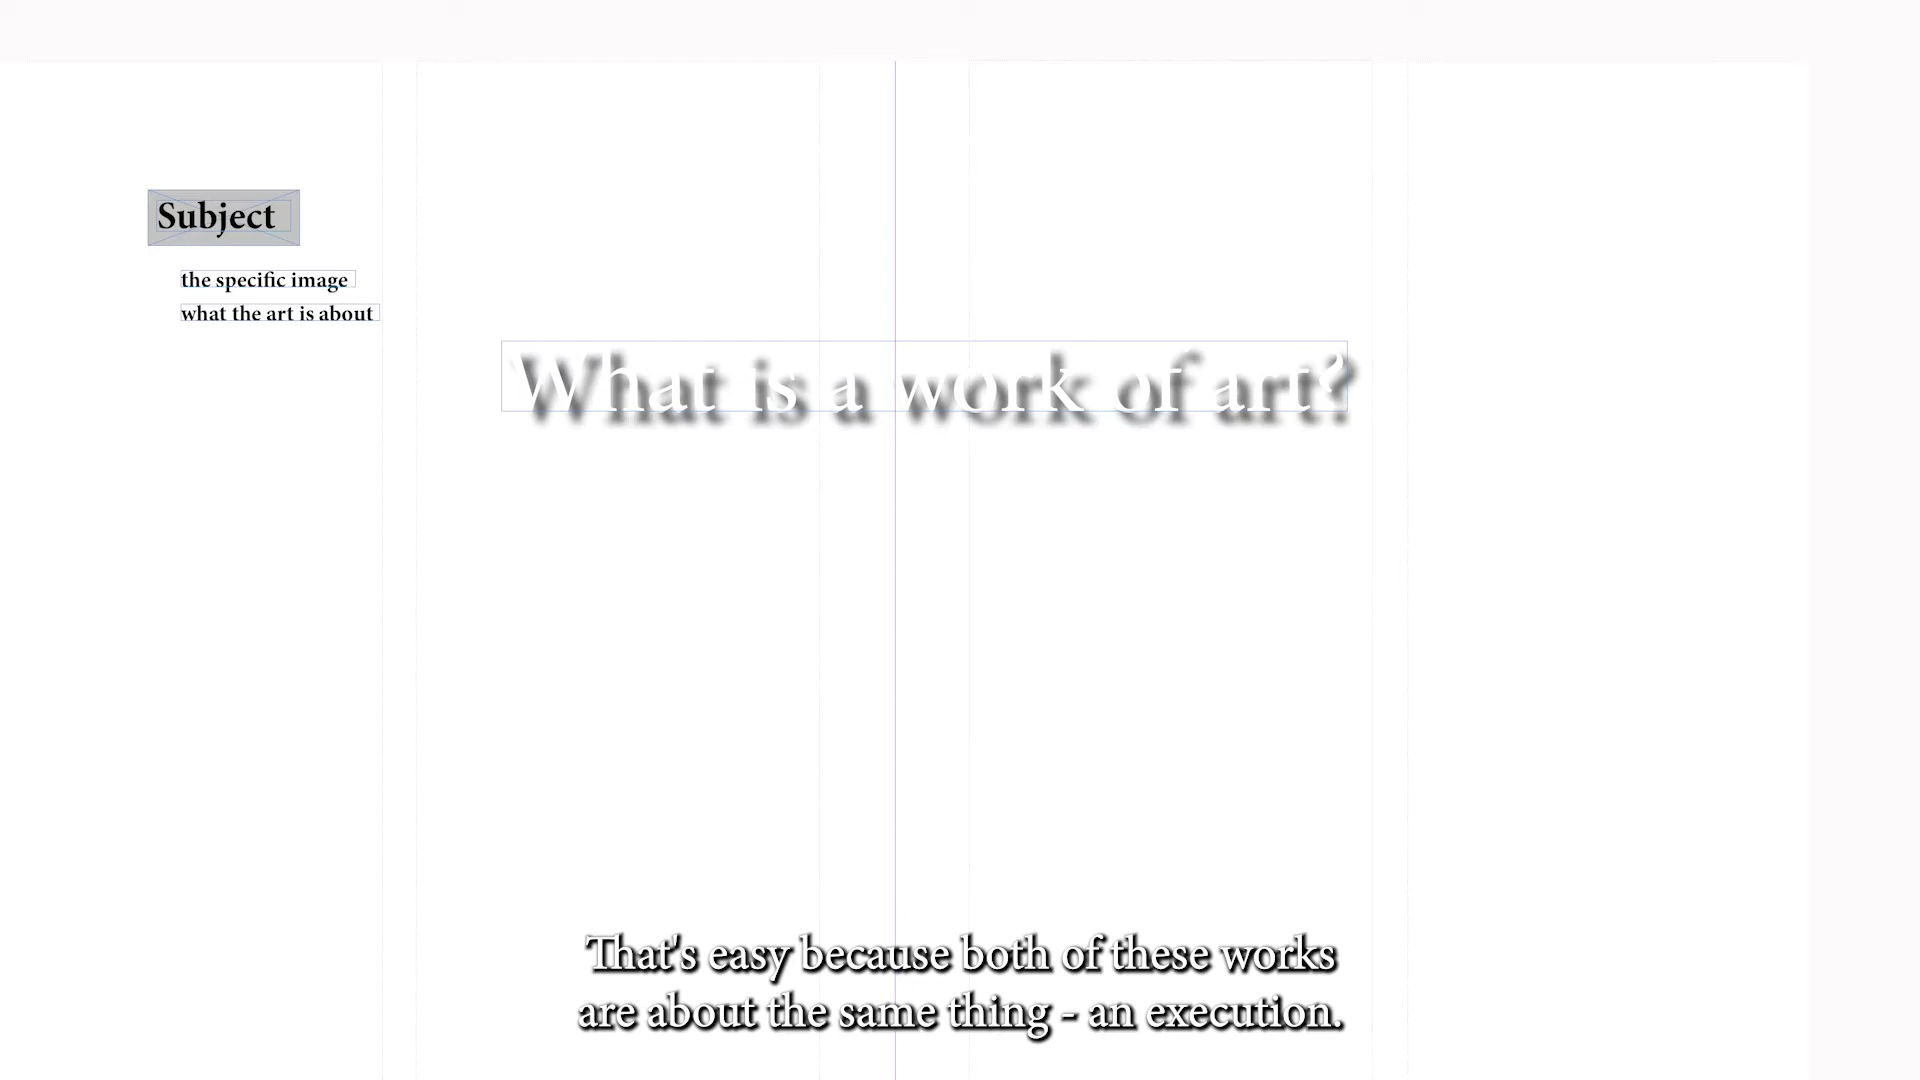 Subject
the specific image
what the art is about
What is a work of art?
That's easy because both of these works
are about the same thing - an execution.